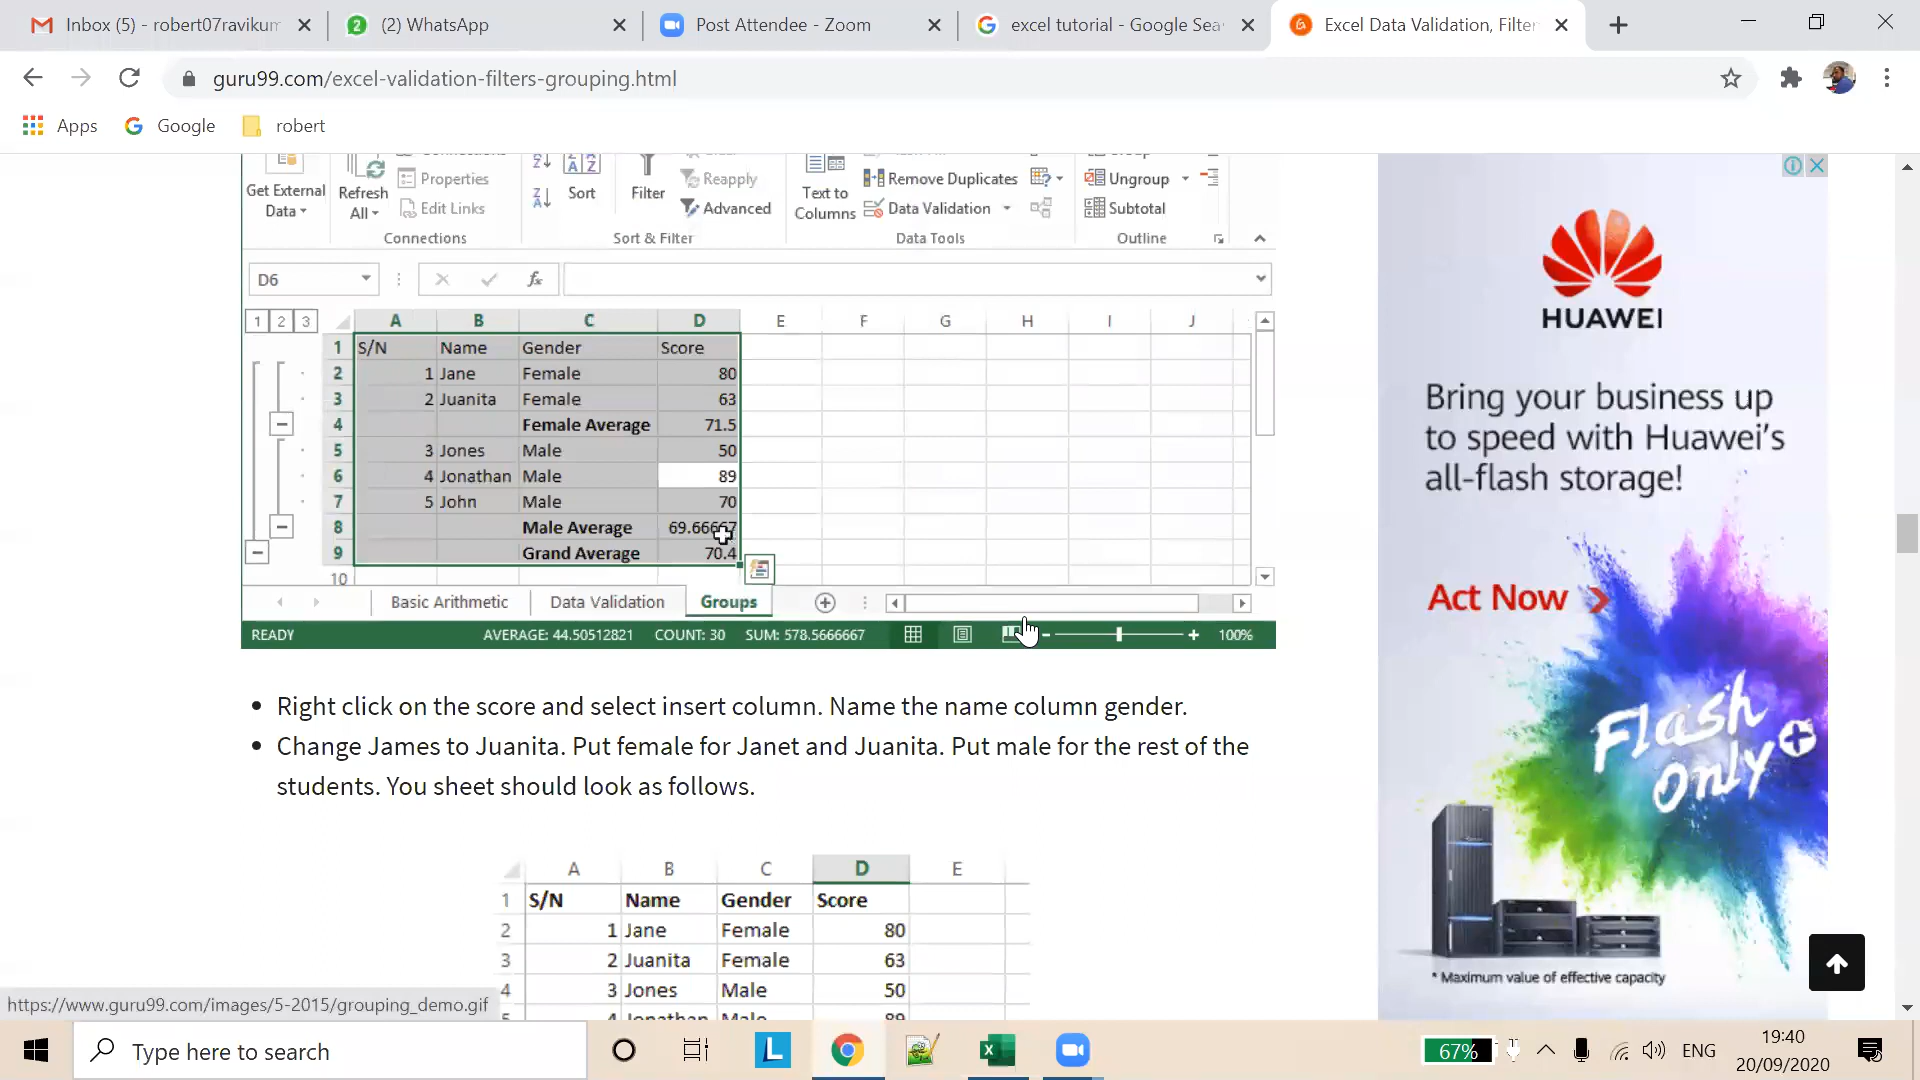 Inbox (5) - robert07ravikum
2 (2) WhatsApp
Post Attendee - Zoom
excel tutorial - Google Sea
Excel Data Validation, Filter
guru99.com/excel-validation-filters-grouping.html
Apps Google robert
Get External Data
Refresh All
Properties
Edit Links
Connections
Sort
Filter
Reapply
Advanced
Sort & Filter
Text to Columns
Remove Duplicates
Data Validation
Data Tools
Ungroup
Subtotal
Outline
D6 fx
1 2 3 A B C D E F G H I J
1 S/N Name Gender Score
2 1 Jane Female 80
3 2 Juanita Female 63
4 Female Average 71.5
5 3 Jones Male 50
6 4 Jonathan Male 89
7 5 John Male 70
8 Male Average 69.66667
9 Grand Average 70.4
10
Basic Arithmetic Data Validation Groups
READY AVERAGE: 44.50512821 COUNT: 30 SUM: 578.5666667 100%
• Right click on the score and select insert column. Name the name column gender.
• Change James to Juanita. Put female for Janet and Juanita. Put male for the rest of the
students. You sheet should look as follows.
A B C D E
1 S/N Name Gender Score
2 1 Jane Female 80
3 2 Juanita Female 63
4 3 Jones Male 50
5 4 Jonathan Male 89
HUAWEI
Bring your business up
to speed with Huawei's
all-flash storage!
Act Now
Flash
Only+
* Maximum value of effective capacity
https://www.guru99.com/images/5-2015/grouping_demo.gif
Type here to search
67%
ENG
19:40
20/09/2020